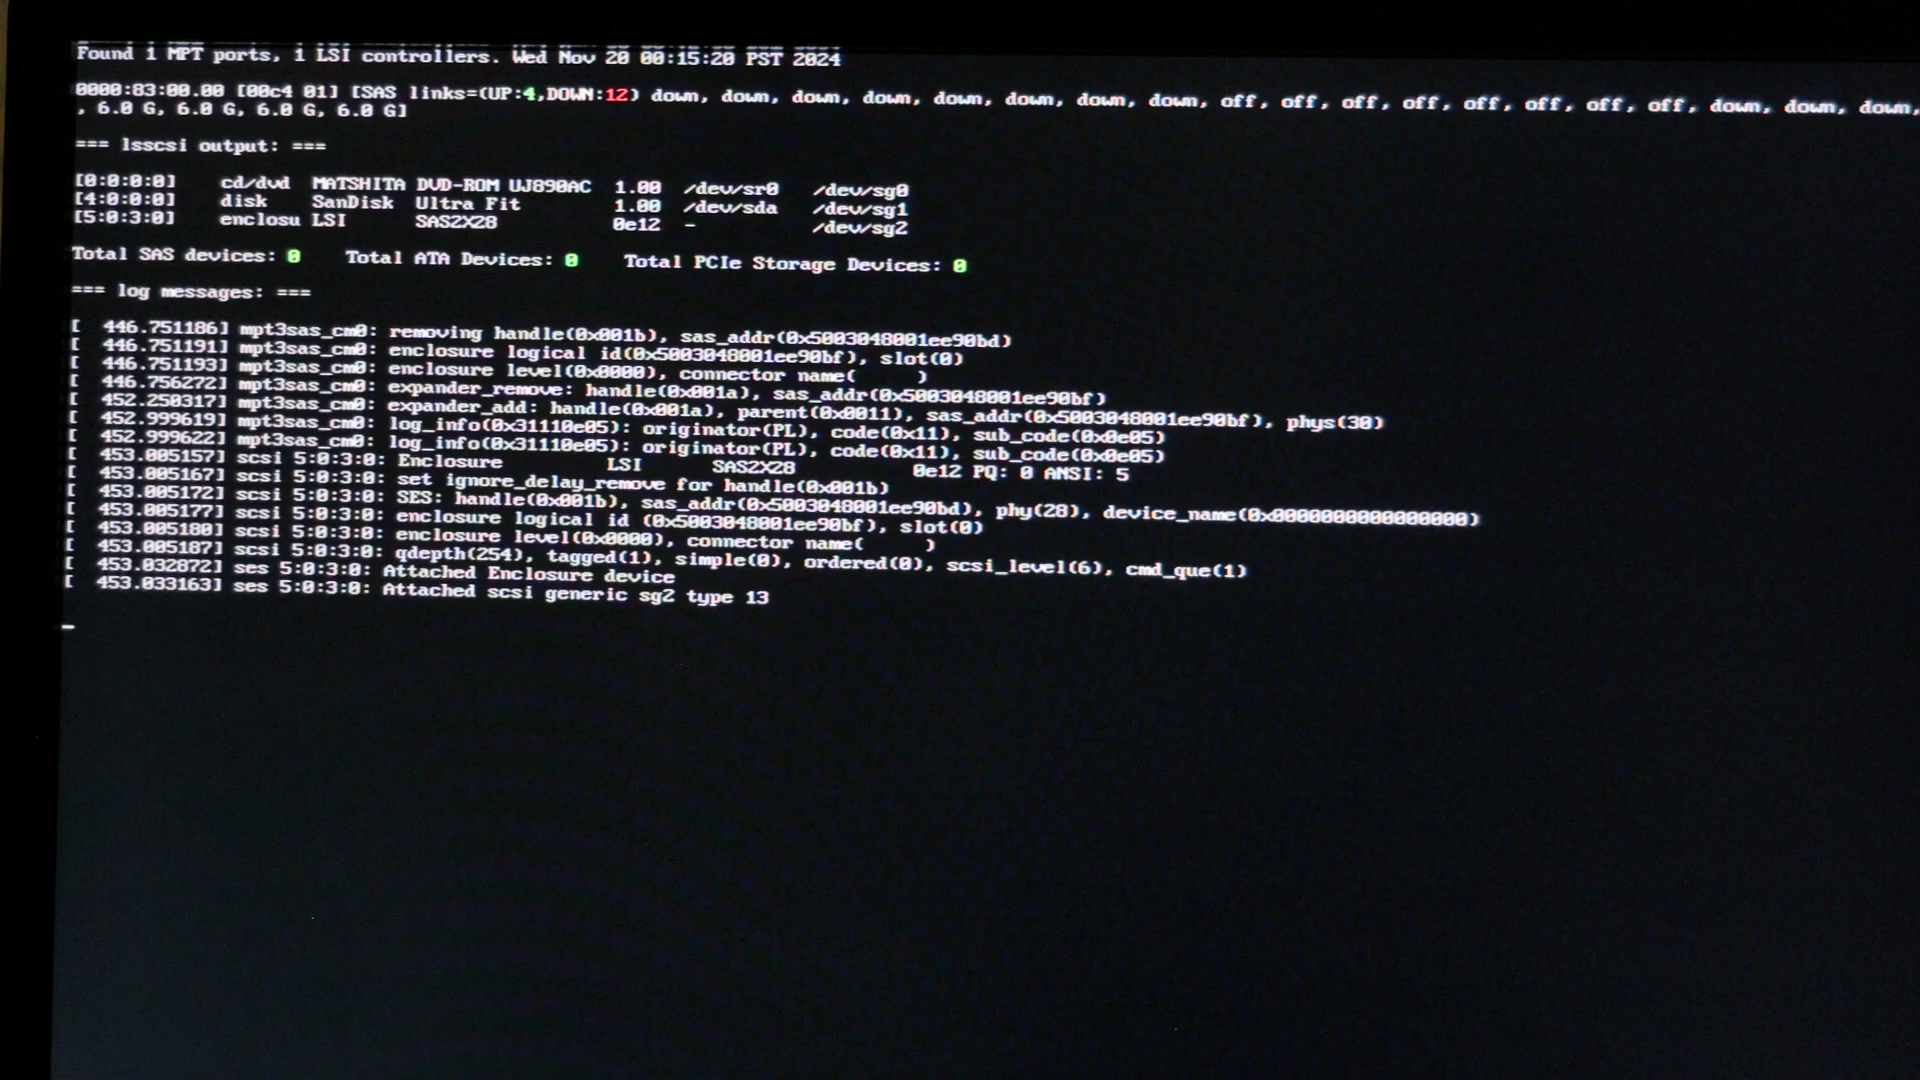 Found 1 MPT ports, 1 LSI controllers. Wed Nov 20 00:15:20 PST 2024
0000:83:00.00 [00c4 01] [SAS links=(UP:4,DOWN:12) down, down, down, down, down, down, down, down, off, off, off, off, off, off, off, off, down, down, down,
, 6.0 G, 6.0 G, 6.0 G, 6.0 G]
=== lsscsi output: ===
[0:0:0:0] cd/dvd MATSHITA DVD-ROM UJ890AC 1.00 /dev/sr0 /dev/sg0
[4:0:0:0] disk SanDisk Ultra Fit 1.00 /dev/sda /dev/sg1
[5:0:3:0] enclosu LSI SAS2X28 0e12 - /dev/sg2
Total SAS devices: 0 Total ATA Devices: 0 Total PCIe Storage Devices: 0
=== log messages: ===
[ 446.751186] mpt3sas_cm0: removing handle(0x001b), sas_addr(0x5003048001ee90bd)
[ 446.751191] mpt3sas_cm0: enclosure logical id(0x5003048001ee90bf), slot(0)
[ 446.751193] mpt3sas_cm0: enclosure level(0x0000), connector name( )
[ 446.756272] mpt3sas_cm0: expander_remove: handle(0x001a), sas_addr(0x5003048001ee90bf)
[ 452.250317] mpt3sas_cm0: expander_add: handle(0x001a), parent(0x0011), sas_addr(0x5003048001ee90bf), phys(30)
[ 452.999619] mpt3sas_cm0: log_info(0x31110e05): originator(PL), code(0x11), sub_code(0x0e05)
[ 452.999622] mpt3sas_cm0: log_info(0x31110e05): originator(PL), code(0x11), sub_code(0x0e05)
[ 453.005157] scsi 5:0:3:0: Enclosure LSI SAS2X28 0e12 PQ: 0 ANSI: 5
[ 453.005167] scsi 5:0:3:0: set ignore_delay_remove for handle(0x001b)
[ 453.005172] scsi 5:0:3:0: SES: handle(0x001b), sas_addr(0x5003048001ee90bd), phy(28), device_name(0x0000000000000000)
[ 453.005177] scsi 5:0:3:0: enclosure logical id (0x5003048001ee90bf), slot(0)
[ 453.005180] scsi 5:0:3:0: enclosure level(0x0000), connector name( )
[ 453.005187] scsi 5:0:3:0: qdepth(254), tagged(1), simple(0), ordered(0), scsi_level(6), cmd_que(1)
[ 453.032872] ses 5:0:3:0: Attached Enclosure device
[ 453.033163] ses 5:0:3:0: Attached scsi generic sg2 type 13